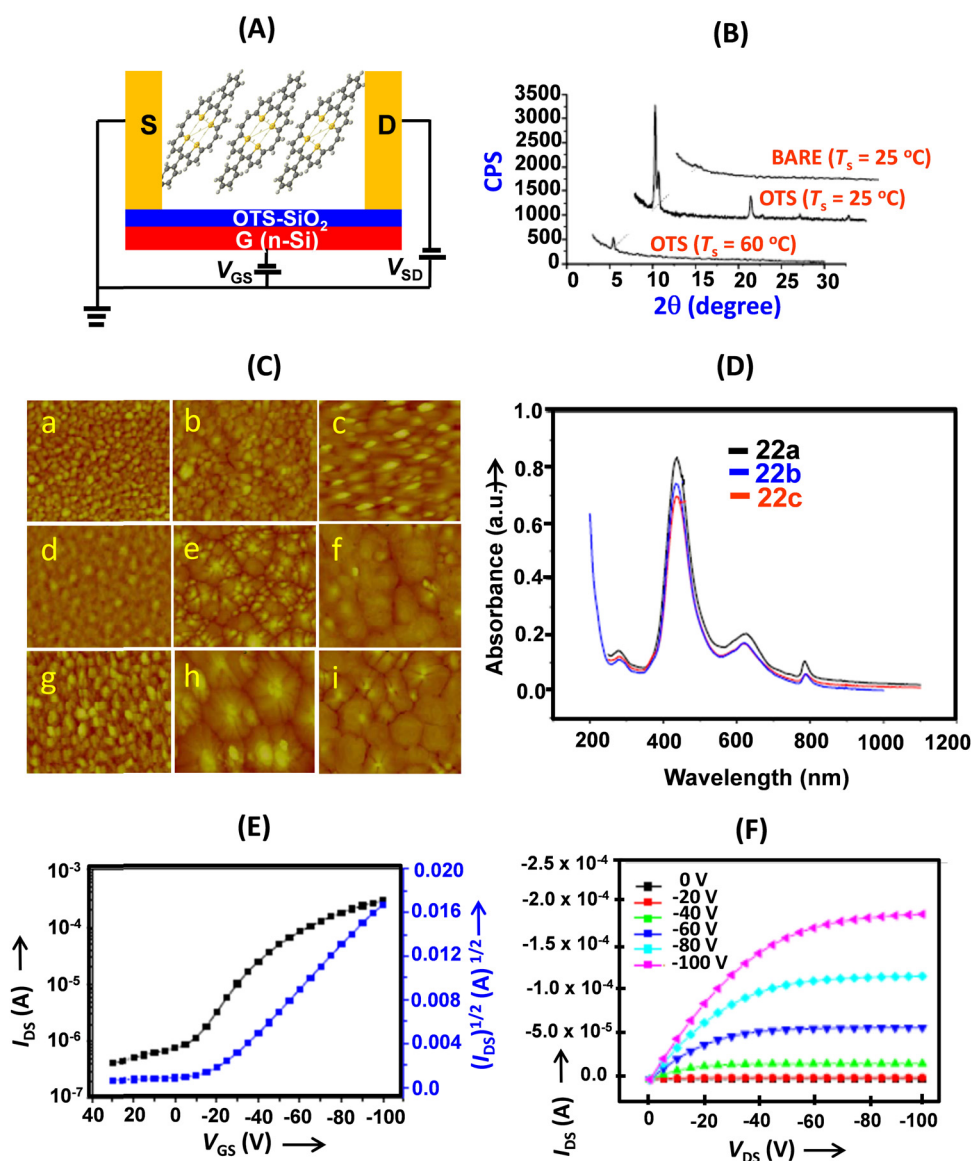 (A)
S
D
OTS-SiO2
G (n-Si)
VGS
VSD
(B)
3500
3000
2500
2000
1500
1000
500
0
CPS
BARE (Ts = 25 °C)
OTS (Ts = 25 °C)
OTS (Ts = 60 °C)
0 5 10 15 20 25 30
2θ (degree)
(C)
a b c
d e f
g h i
(D)
1.0
0.8
0.6
0.4
0.2
0.0
Absorbance (a.u.)→
22a
22b
22c
200 400 600 800 1000 1200
Wavelength (nm)
(E)
10-3
10-4
10-5
10-6
10-7
IDS (A) →
0.020
0.016
0.012
0.008
0.004
0.0
(IDS)1/2 (A) 1/2→
40 20 0 -20 -40 -60 -80 -100
VGS (V) →
(F)
-2.5 x 10-4
-2.0 x 10-4
-1.5 x 10-4
-1.0 x 10-4
-5.0 x 10-5
0.0
IDS (A) →
0 V
-20 V
-40 V
-60 V
-80 V
-100 V
0 -20 -40 -60 -80 -100
VDS (V) →